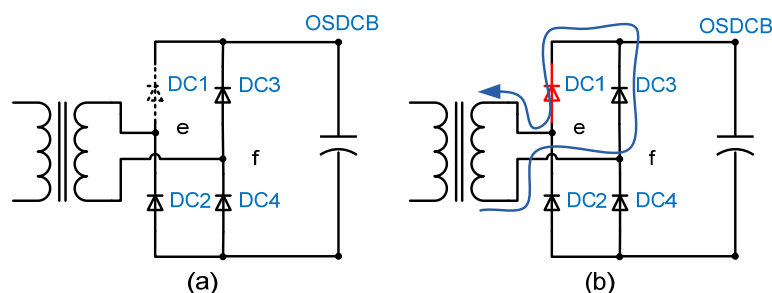 OSDCB
DC1
DC3
e
f
DC2
DC4
(a)
OSDCB
DC1
DC3
e
f
DC2
DC4
(b)